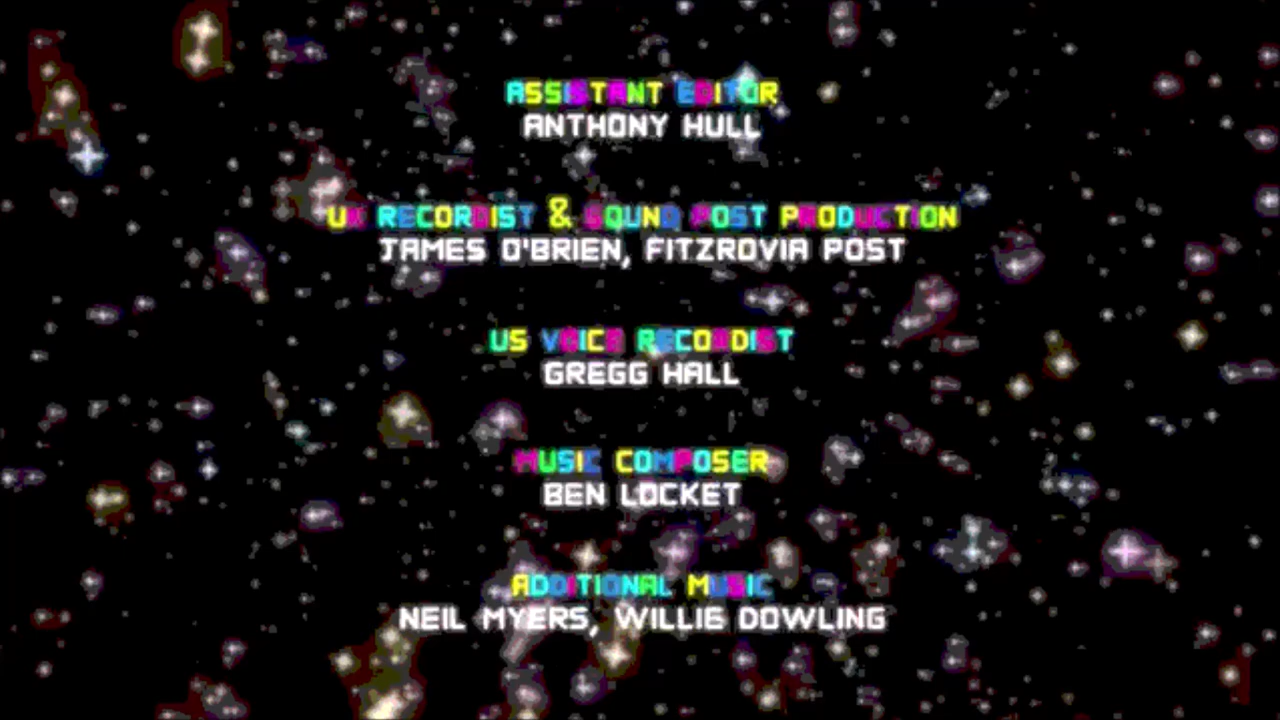 ASSISTANT EDITOR
ANTHONY HULL
UK RECORDIST & SOUND POST PRODUCTION
JAMES O'BRIEN, FITZROVIA POST
US VOICE RECORDIST
GREGG HALL
MUSIC COMPOSER
BEN LOCKET
ADDITIONAL MUSIC
NEIL MYERS, WILLIE DOWLING